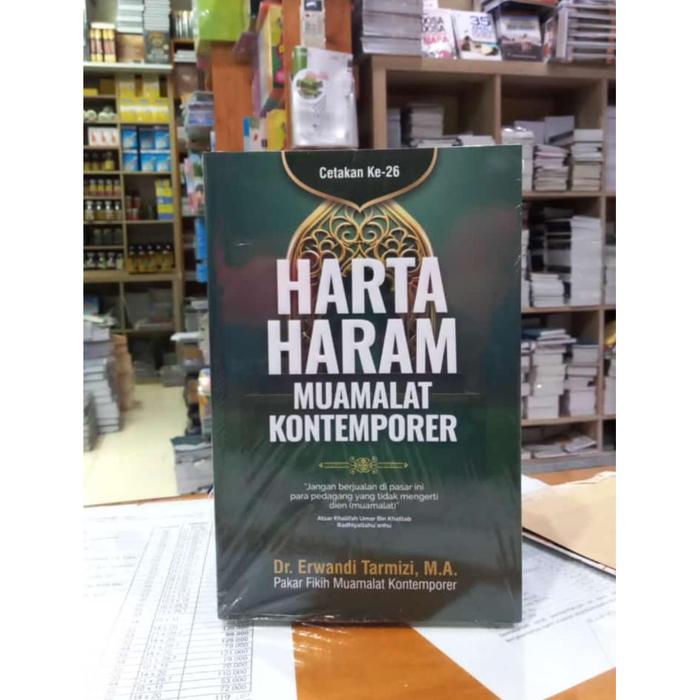 Cetakan Ke-26
HARTA
HARAM
MUAMALAT
KONTEMPORER
"Jangan berjualan di pasar ini
para pedagang yang tidak mengerti
dien (muamalat)"
Atsar Khalifah Umar Bin Khattab
Radhiyallahu'anhu
Dr. Erwandi Tarmizi, M.A.
Pakar Fikih Muamalat Kontemporer